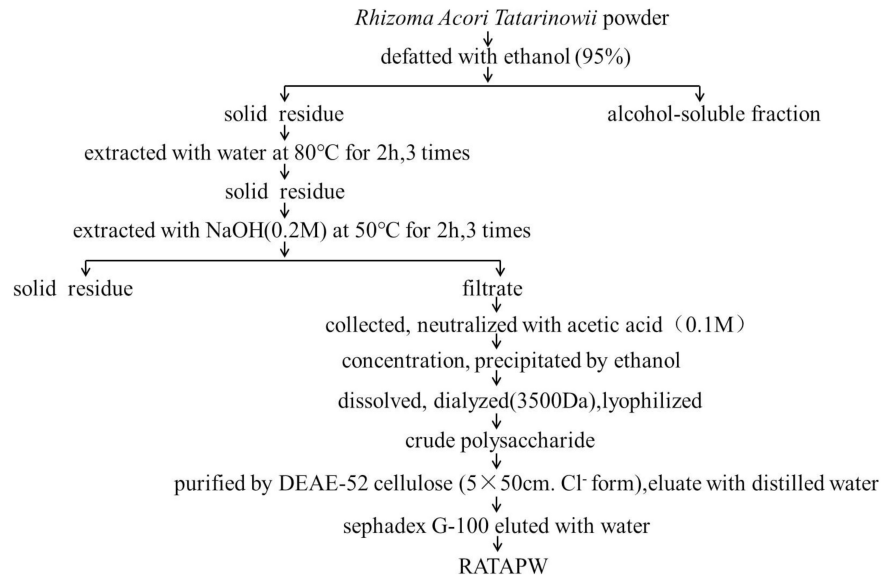 Rhizoma Acori Tatarinowii powder
defatted with ethanol (95%)
solid residue
alcohol-soluble fraction
extracted with water at 80℃ for 2h,3 times
solid residue
extracted with NaOH(0.2M) at 50℃ for 2h,3 times
solid residue
filtrate
collected, neutralized with acetic acid（0.1M）
concentration, precipitated by ethanol
dissolved, dialyzed(3500Da),lyophilized
crude polysaccharide
purified by DEAE-52 cellulose (5×50cm. Cl⁻ form),eluate with distilled water
sephadex G-100 eluted with water
RATAPW